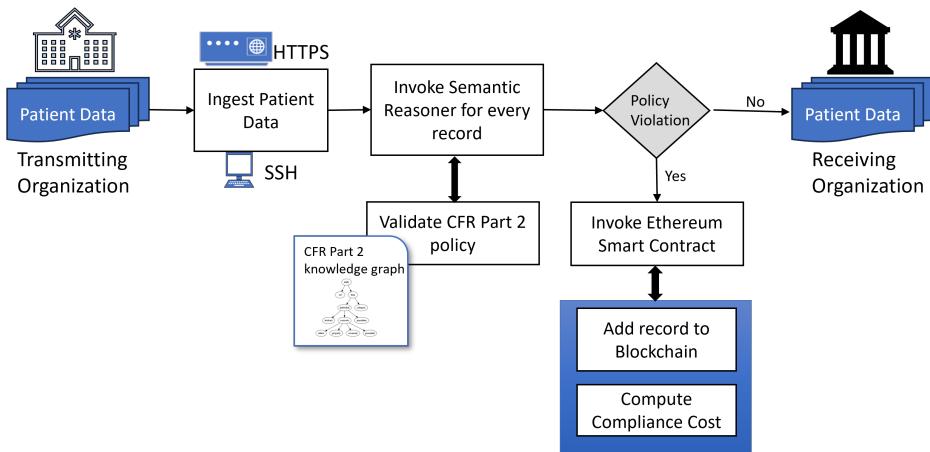 Patient Data
Transmitting
Organization
HTTPS
Ingest Patient
Data
SSH
Invoke Semantic
Reasoner for every
record
Validate CFR Part 2
policy
CFR Part 2
knowledge graph
Policy
Violation
No
Yes
Patient Data
Receiving
Organization
Invoke Ethereum
Smart Contract
Add record to
Blockchain
Compute
Compliance Cost